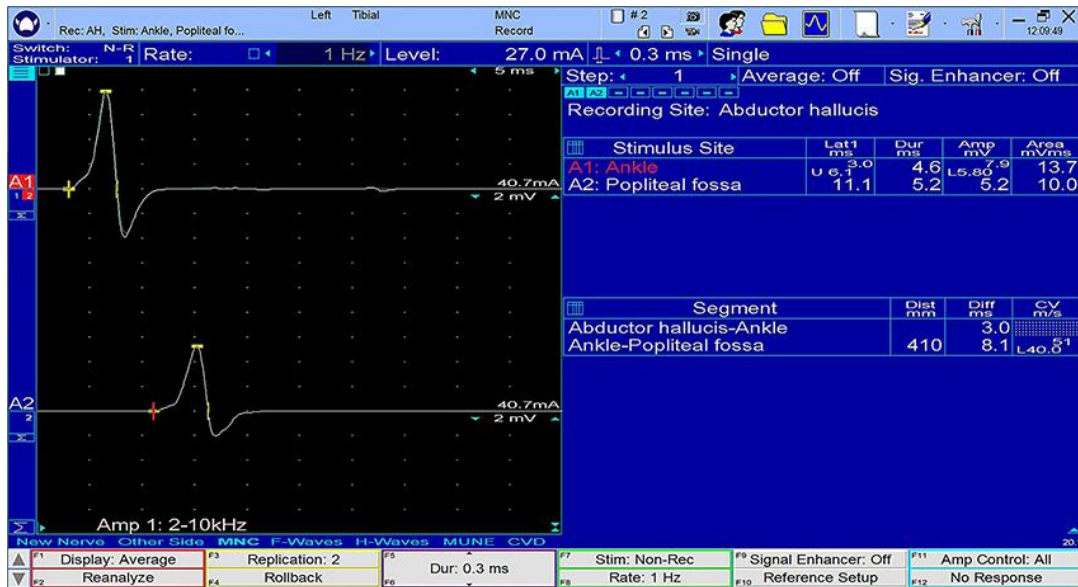 Left Tibial MNC # 2
Rec: AH, Stim: Ankle, Popliteal fo... Record 12:09:49
Switch: N-R
Stimulator: 1
Rate: 1 Hz Level: 27.0 mA 0.3 ms Single
5 ms
Step: 1 Average: Off Sig. Enhancer: Off
A1 A2
Recording Site: Abductor hallucis
Stimulus Site Lat1 ms Dur ms Amp mV Area mVms
A1: Ankle 3.0 U 6.1 4.6 7.9 L5.80 13.7
A2: Popliteal fossa 11.1 5.2 5.2 10.0
A1
1 2
40.7mA
2 mV
Segment Dist mm Diff ms CV m/s
Abductor hallucis-Ankle 3.0
Ankle-Popliteal fossa 410 8.1 51 L40.0
A2
2
40.7mA
2 mV
Σ
Amp 1: 2-10kHz
New Nerve Other Side MNC F-Waves H-Waves MUNE CVD 20.
F1 Display: Average F3 Replication: 2 F5 Dur: 0.3 ms F7 Stim: Non-Rec F9 Signal Enhancer: Off F11 Amp Control: All
F2 Reanalyze F4 Rollback F6 F8 Rate: 1 Hz F10 Reference Setup F12 No Response